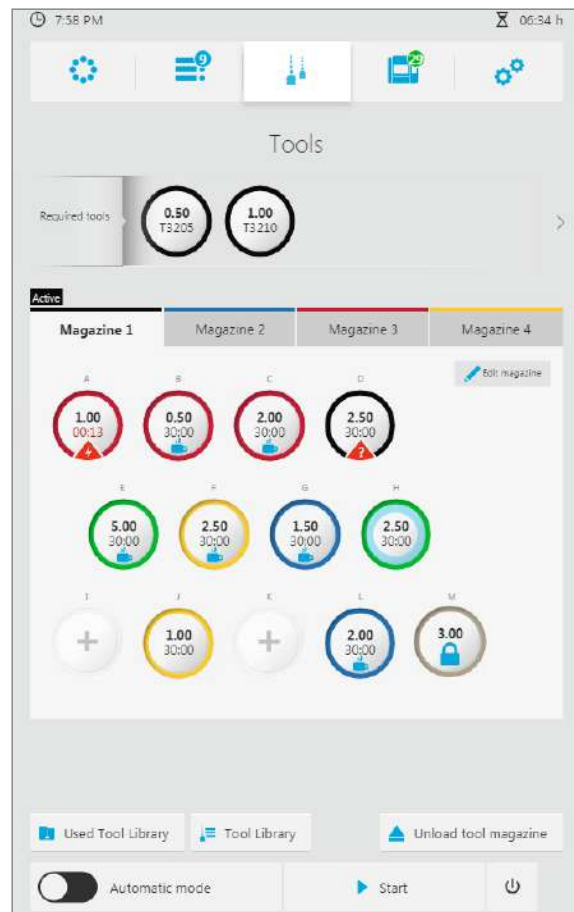 7:58 PM
06:34 h
9
29
Tools
Required tools
0.50
T3205
1.00
T3210
Active
Magazine 1
Magazine 2
Magazine 3
Magazine 4
Edit magazine
A
B
C
D
1.00
00:13
0.50
30:00
2.00
30:00
2.50
30:00
?
E
F
G
H
5.00
30:00
2.50
30:00
1.50
30:00
2.50
30:00
I
J
K
L
M
1.00
30:00
2.00
30:00
3.00
Used Tool Library
Tool Library
Unload tool magazine
Automatic mode
Start